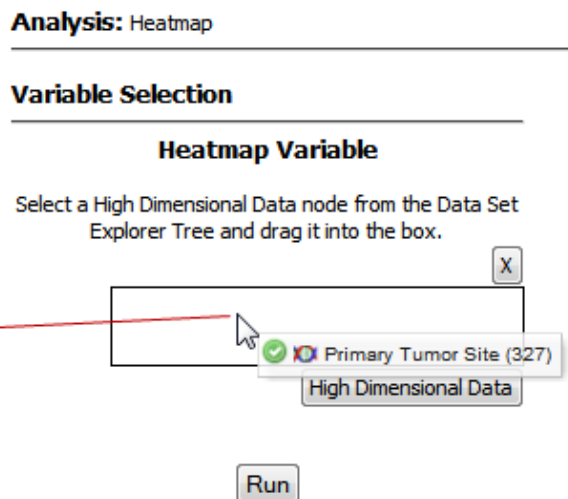 Analysis: Heatmap
Variable Selection
Heatmap Variable
Select a High Dimensional Data node from the Data Set
Explorer Tree and drag it into the box.
X
Primary Tumor Site (327)
High Dimensional Data
Run